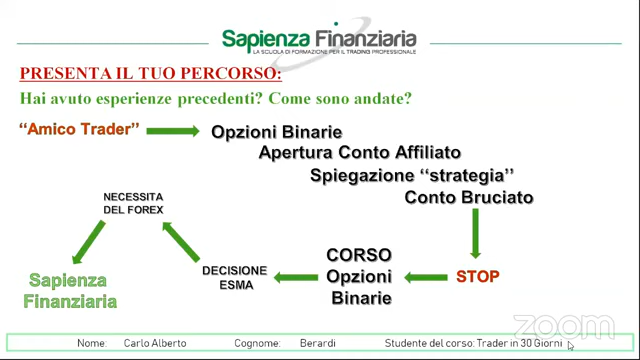 Sapienza Finanziaria
LA SCUOLA DI FORMAZIONE PER IL TRADING PROFESSIONALE
PRESENTA IL TUO PERCORSO:
Hai avuto esperienze precedenti? Come sono andate?
“Amico Trader”
Opzioni Binarie
Apertura Conto Affiliato
Spiegazione “strategia”
Conto Bruciato
STOP
CORSO
Opzioni
Binarie
DECISIONE
ESMA
NECESSITA
DEL FOREX
Sapienza
Finanziaria
zoom
Nome: Carlo Alberto Cognome: Berardi Studente del corso: Trader in 30 Giorni